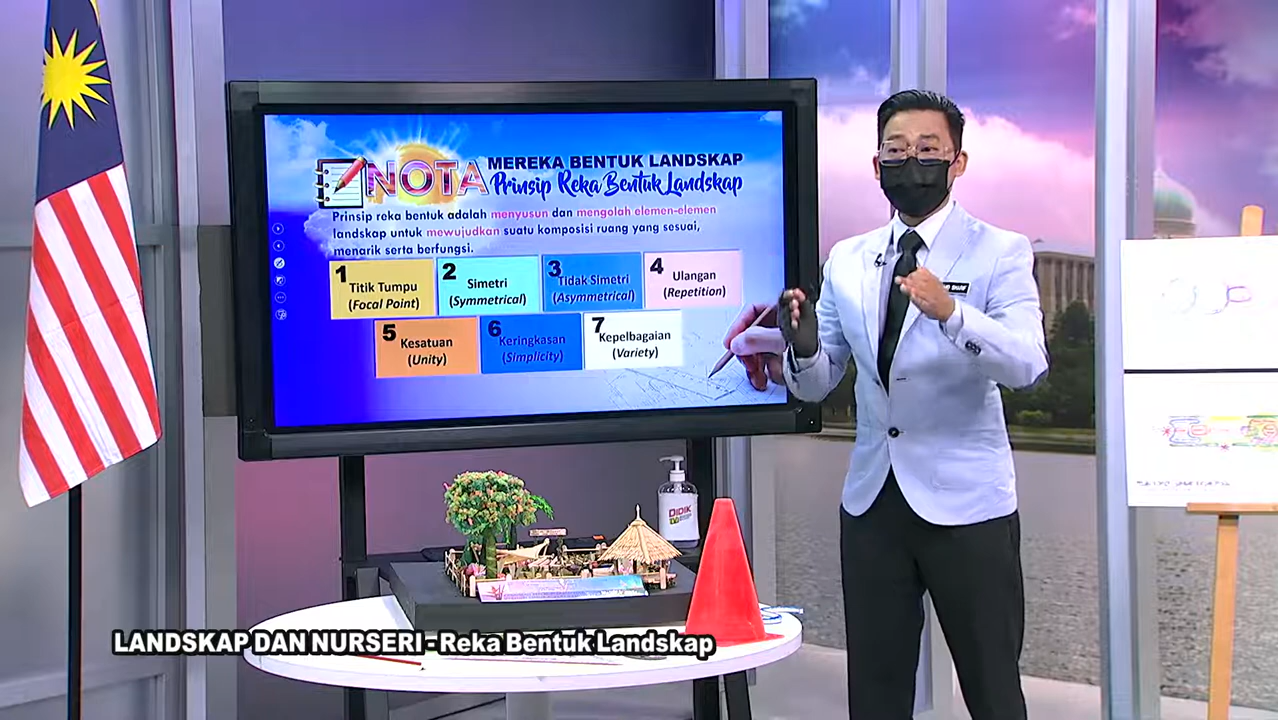 NOTA
MEREKA BENTUK LANDSKAP
Prinsip Reka Bentuk Landskap
Prinsip reka bentuk adalah menyusun dan mengolah elemen-elemen
landskap untuk mewujudkan suatu komposisi ruang yang sesuai,
menarik serta berfungsi.
1 Titik Tumpu
(Focal Point)
2 Simetri
(Symmetrical)
3 Tidak Simetri
(Asymmetrical)
4 Ulangan
(Repetition)
5 Kesatuan
(Unity)
6 Keringkasan
(Simplicity)
7 Kepelbagaian
(Variety)
DIDIK
LANDSKAP DAN NURSERI - Reka Bentuk Landskap